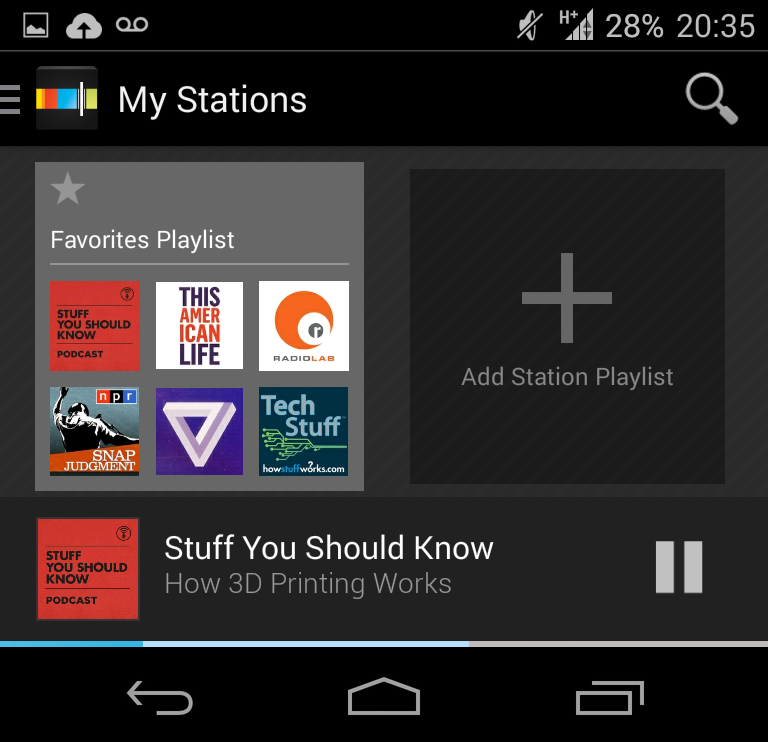 H+ 28% 20:35
My Stations
Favorites Playlist
STUFF
YOU SHOULD
KNOW
PODCAST
THIS
AMER
ICAN
LIFE
r
RADIOLAB
npr
SNAP
JUDGMENT
Tech
Stuff
howstuffworks.com
Add Station Playlist
STUFF
YOU SHOULD
KNOW
PODCAST
Stuff You Should Know
How 3D Printing Works